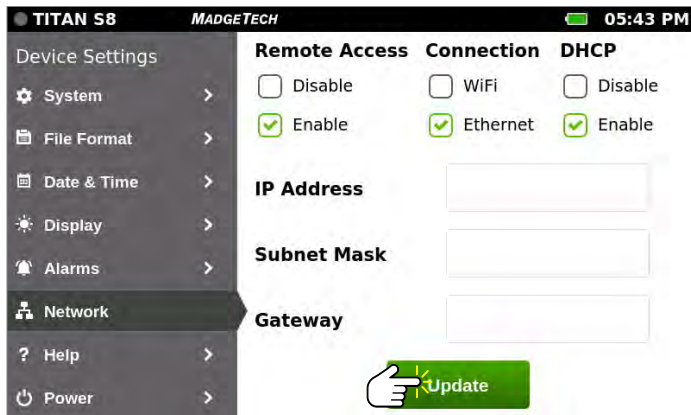 TITAN S8 MADGETECH 05:43 PM
Device Settings
System
File Format
Date & Time
Display
Alarms
Network
? Help
Power
Remote Access Connection DHCP
Disable WiFi Disable
Enable Ethernet Enable
IP Address
Subnet Mask
Gateway
Update